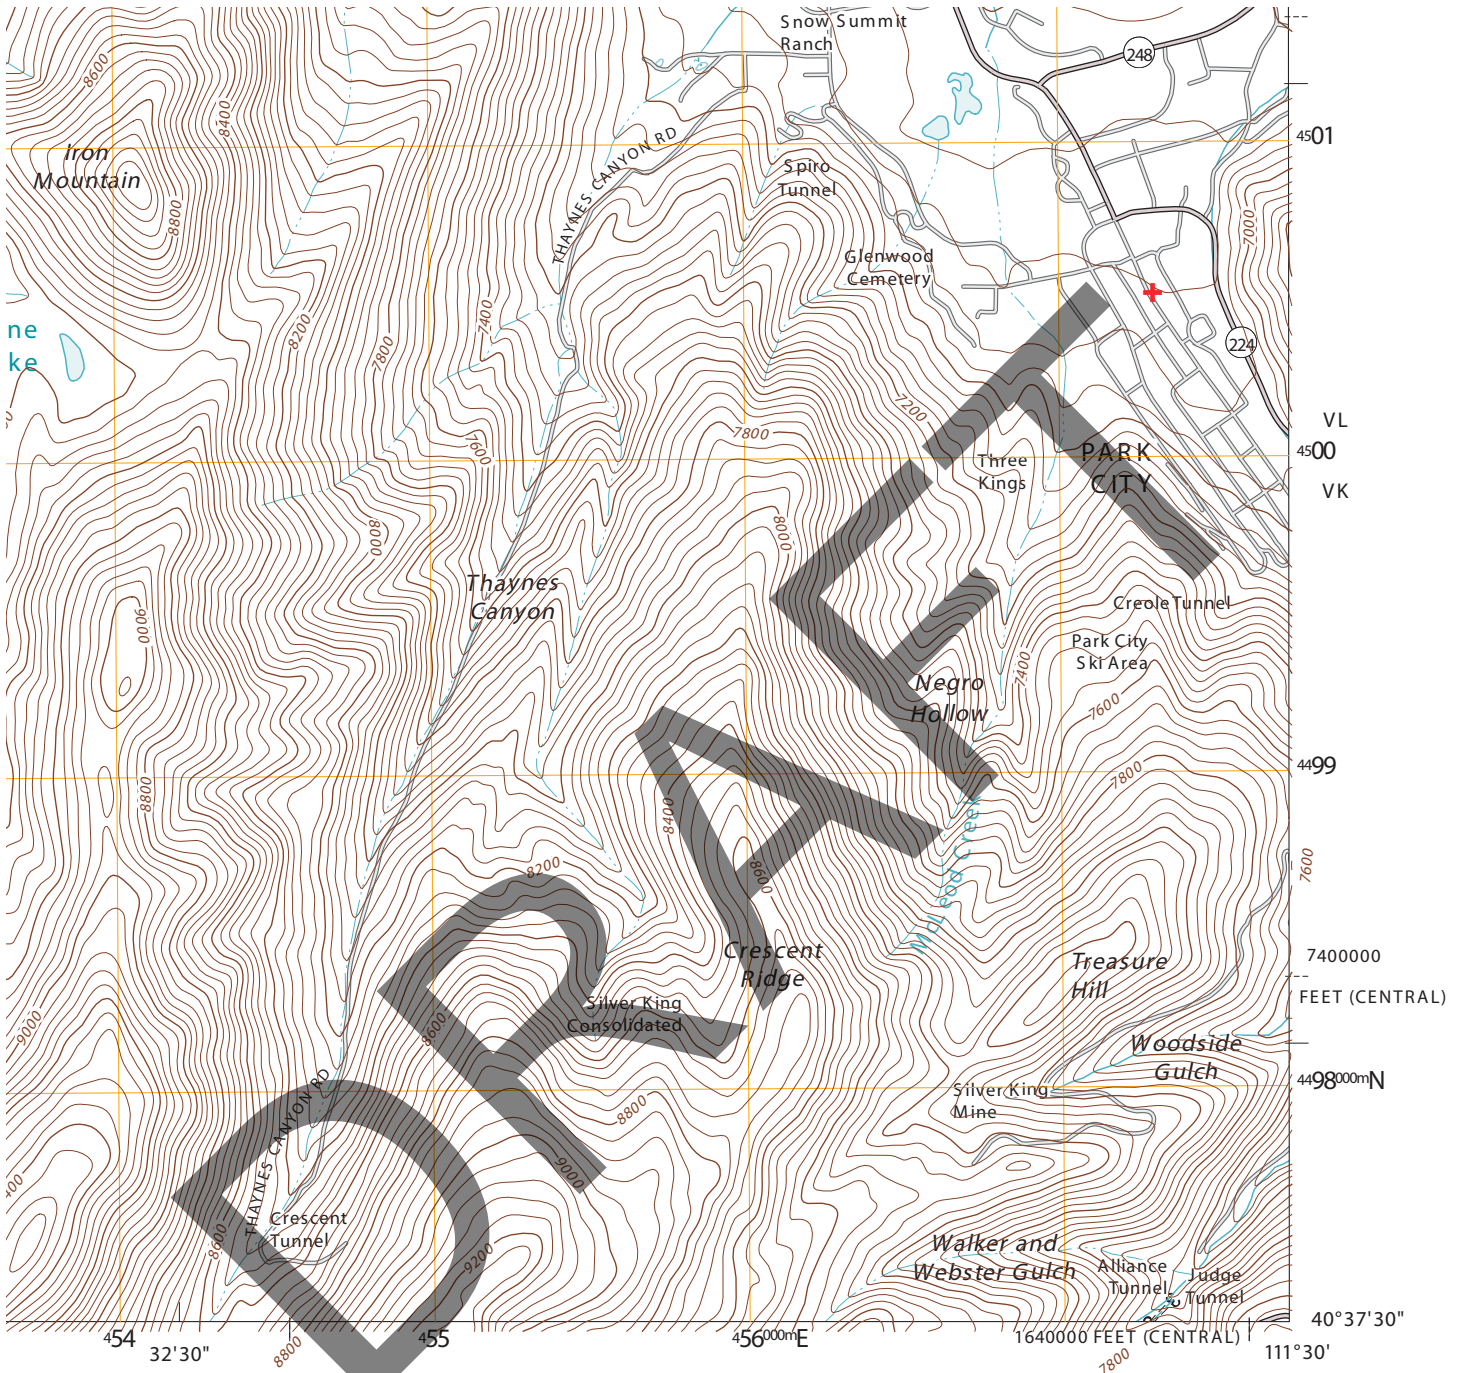 Snow Summit
Ranch
248
8600
8400
4501
Iron
Mountain
THAYNES CANYON RD
Spiro
Tunnel
8800
7000
Glenwood
Cemetery
ne
ke
8200
7400
7800
224
7200
VL
7800
7600
4500
Three
Kings
PARK
CITY
VK
8000
8000
Thaynes
Canyon
9000
Creole Tunnel
Park City
Ski Area
7400
Negro
Hollow
7600
4499
7800
8800
8400
8200
8600
7600
McLeod Creek
Crescent
Ridge
Treasure
Hill
7400000
FEET (CENTRAL)
Silver King
Consolidated
9000
8600
Woodside
Gulch
4498000mN
THAYNES CANYON RD
Silver King
Mine
8800
9000
400
Crescent
Tunnel
8600
9200
Walker and
Webster Gulch
Alliance
Tunnel
Judge
Tunnel
DRAFT
40°37'30"
454
455
456000mE
1640000 FEET (CENTRAL)
32'30"
8800
7800
111°30'